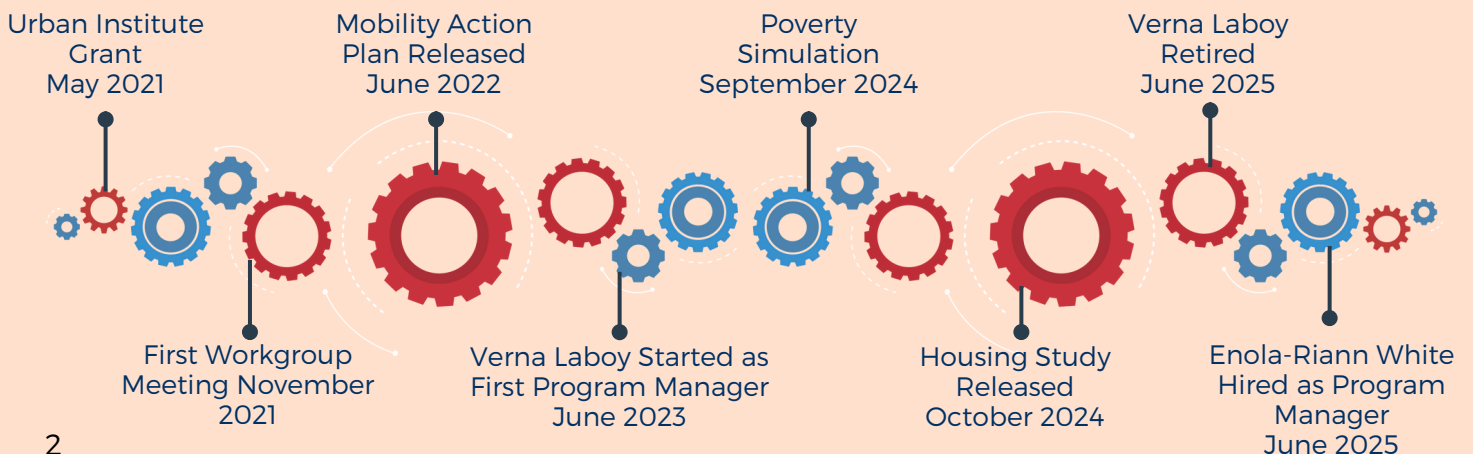 Urban Institute
Grant
May 2021
First Workgroup
Meeting November
2021
Mobility Action
Plan Released
June 2022
Verna Laboy Started as
First Program Manager
June 2023
Poverty
Simulation
September 2024
Housing Study
Released
October 2024
Verna Laboy
Retired
June 2025
Enola-Riann White
Hired as Program
Manager
June 2025
2